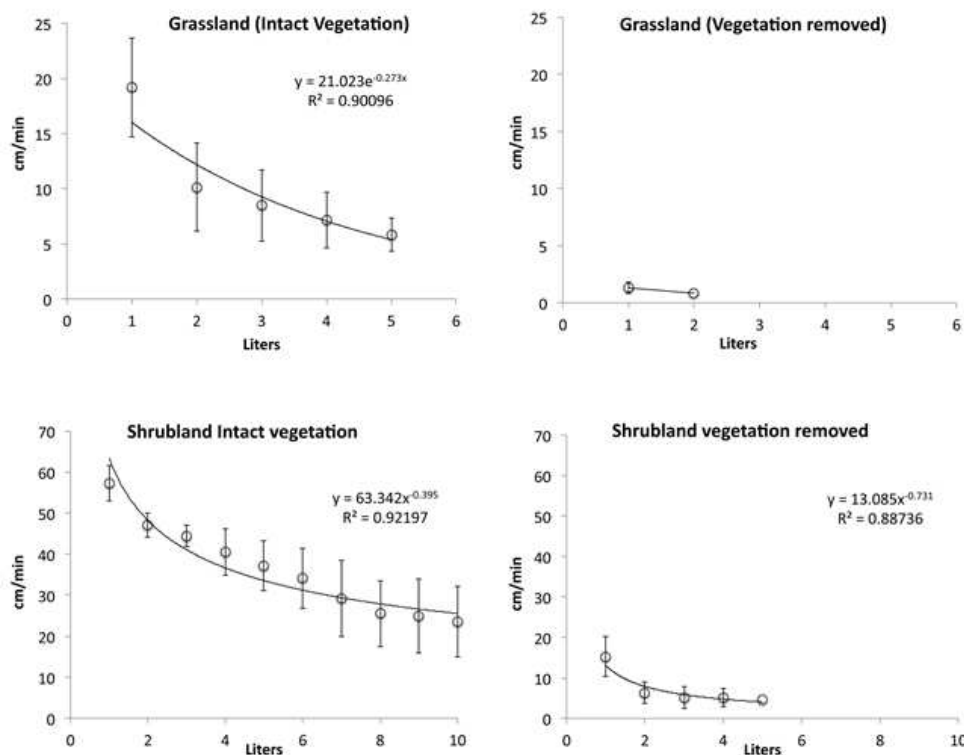 Grassland (Intact Vegetation)
25
20
15
10
5
0
cm/min
y = 21.023e^-0.273x
R² = 0.90096
0 1 2 3 4 5 6
Liters
Grassland (Vegetation removed)
25
20
15
10
5
0
cm/min
0 1 2 3 4 5 6
Liters
Shrubland Intact vegetation
70
60
50
40
30
20
10
0
cm/min
y = 63.342x^-0.395
R² = 0.92197
0 2 4 6 8 10
Liters
Shrubland vegetation removed
70
60
50
40
30
20
10
0
cm/min
y = 13.085x^-0.731
R² = 0.88736
0 2 4 6 8 10
Liters